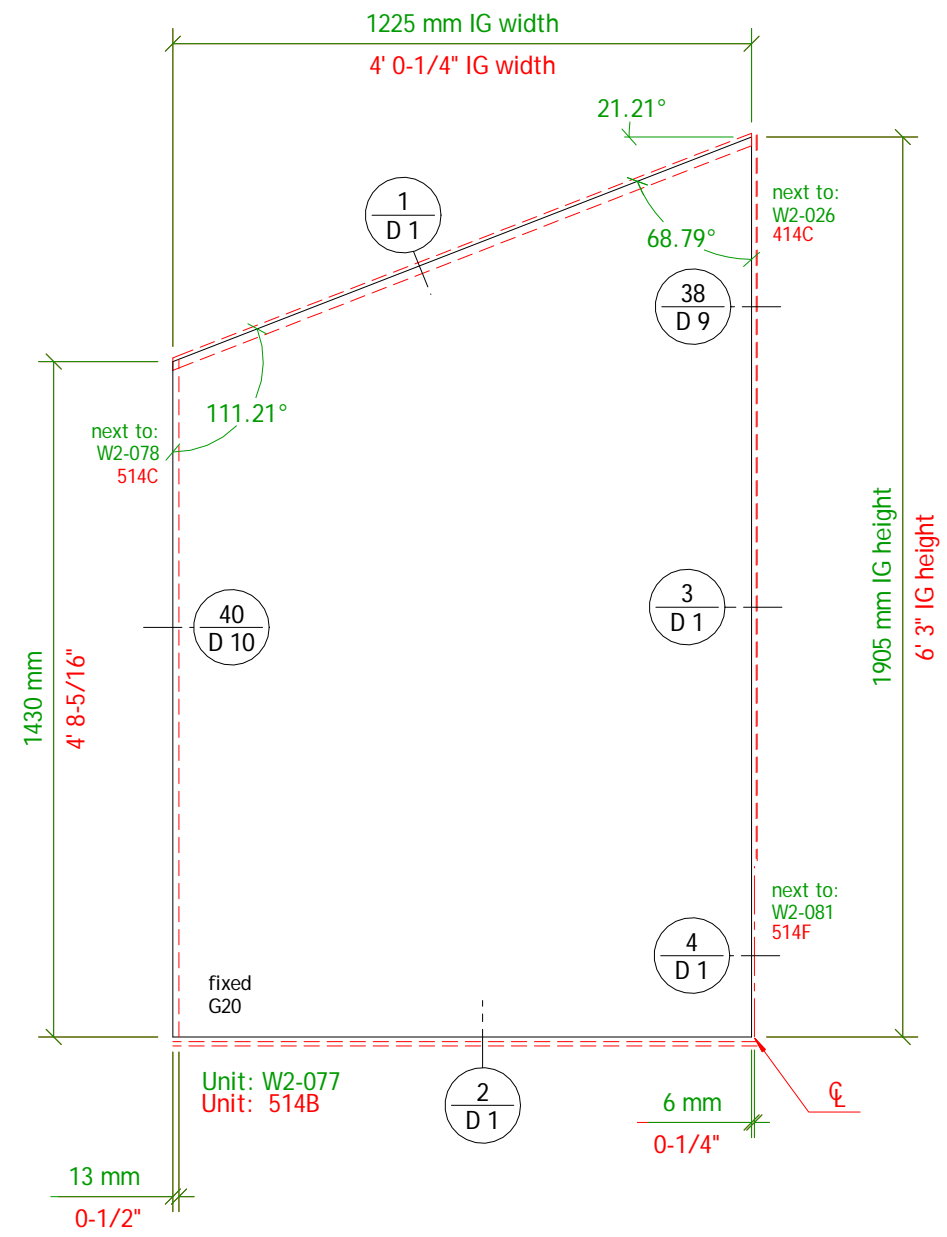 1225 mm IG width
4' 0-1/4" IG width
21.21°
1
D 1
next to:
W2-026
414C
68.79°
38
D 9
111.21°
next to:
W2-078
514C
40
D 10
3
D 1
1430 mm
4' 8-5/16"
1905 mm IG height
6' 3" IG height
next to:
W2-081
514F
4
D 1
fixed
G20
Unit: W2-077
Unit: 514B
2
D 1
6 mm
0-1/4"
℄
13 mm
0-1/2"